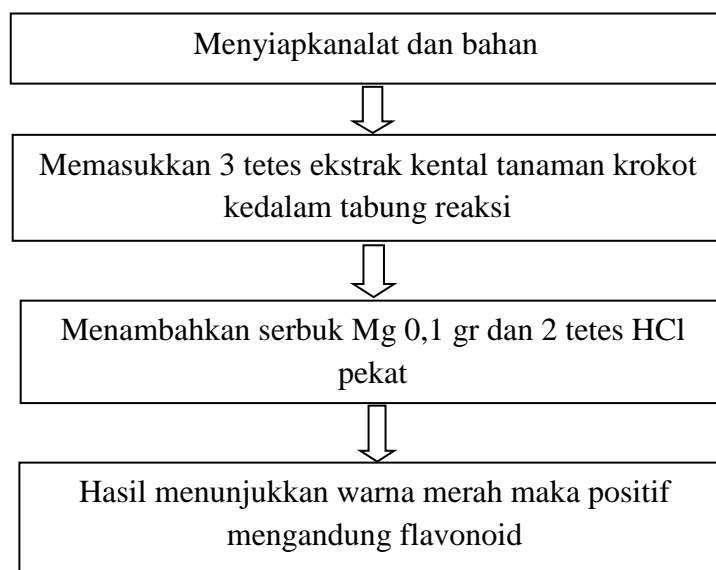 Menyiapkanalat dan bahan
Memasukkan 3 tetes ekstrak kental tanaman krokot
kedalam tabung reaksi
Menambahkan serbuk Mg 0,1 gr dan 2 tetes HCl
pekat
Hasil menunjukkan warna merah maka positif
mengandung flavonoid